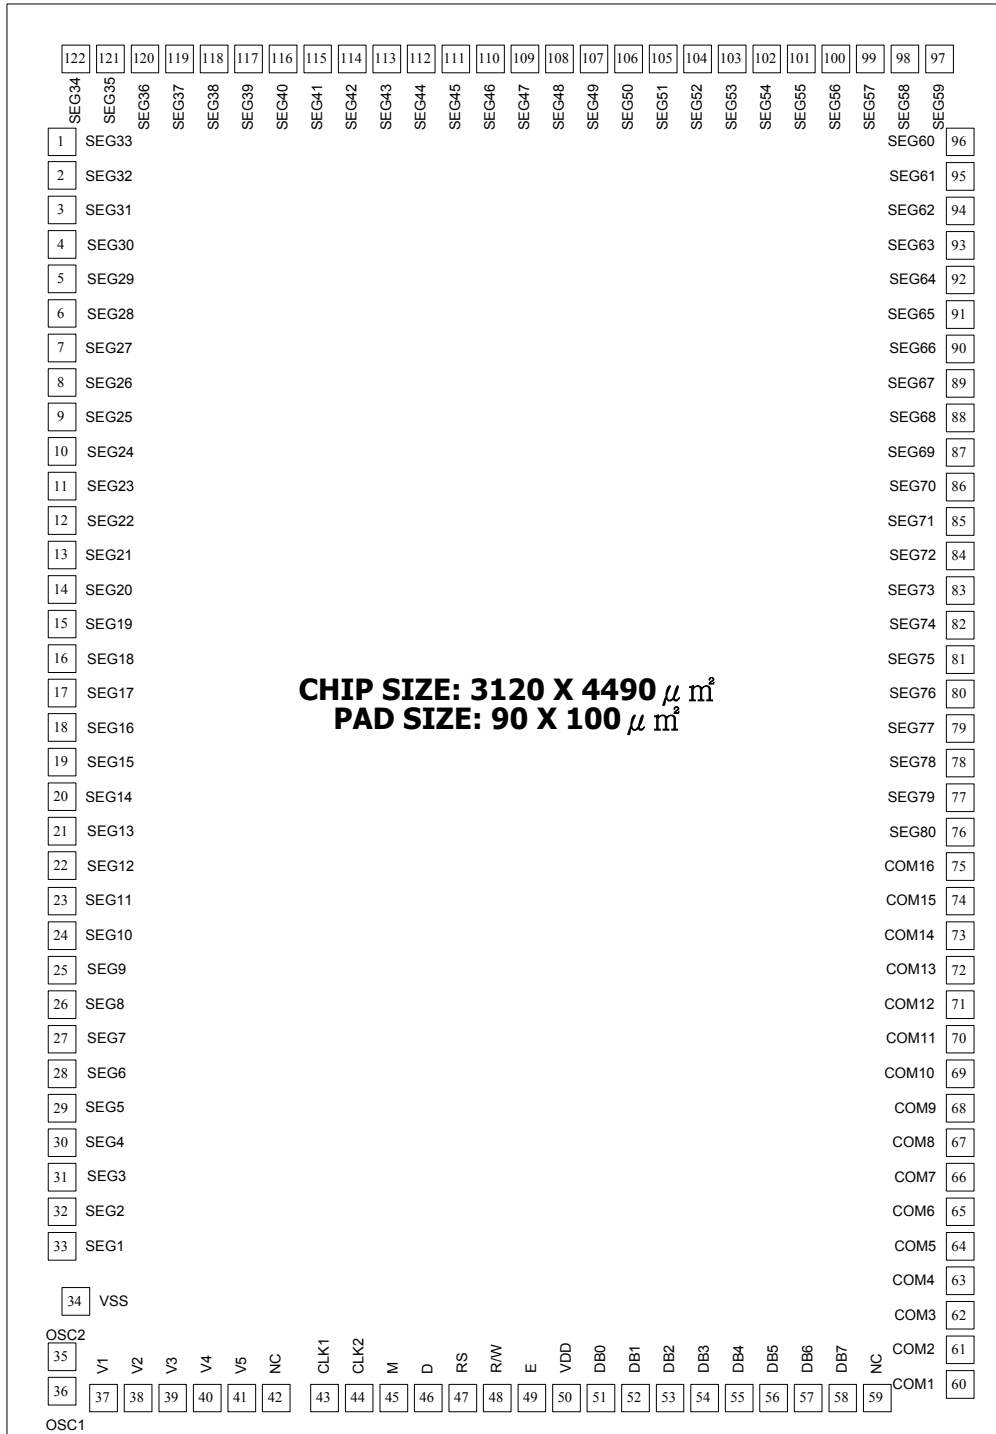 122 121 120 119 118 117 116 115 114 113 112 111 110 109 108 107 106 105 104 103 102 101 100 99 98 97
SEG34 SEG35 SEG36 SEG37 SEG38 SEG39 SEG40 SEG41 SEG42 SEG43 SEG44 SEG45 SEG46 SEG47 SEG48 SEG49 SEG50 SEG51 SEG52 SEG53 SEG54 SEG55 SEG56 SEG57 SEG58 SEG59
1 SEG33 SEG60 96
2 SEG32 SEG61 95
3 SEG31 SEG62 94
4 SEG30 SEG63 93
5 SEG29 SEG64 92
6 SEG28 SEG65 91
7 SEG27 SEG66 90
8 SEG26 SEG67 89
9 SEG25 SEG68 88
10 SEG24 SEG69 87
11 SEG23 SEG70 86
12 SEG22 SEG71 85
13 SEG21 SEG72 84
14 SEG20 SEG73 83
15 SEG19 SEG74 82
16 SEG18 SEG75 81
17 SEG17 SEG76 80
CHIP SIZE: 3120 X 4490 μ㎡
PAD SIZE: 90 X 100 μ㎡
18 SEG16 SEG77 79
19 SEG15 SEG78 78
20 SEG14 SEG79 77
21 SEG13 SEG80 76
22 SEG12 COM16 75
23 SEG11 COM15 74
24 SEG10 COM14 73
25 SEG9 COM13 72
26 SEG8 COM12 71
27 SEG7 COM11 70
28 SEG6 COM10 69
29 SEG5 COM9 68
30 SEG4 COM8 67
31 SEG3 COM7 66
32 SEG2 COM6 65
33 SEG1 COM5 64
COM4 63
34 VSS COM3 62
OSC2
35 COM2 61
V1 V2 V3 V4 V5 NC CLK1 CLK2 M D RS R/W E VDD DB0 DB1 DB2 DB3 DB4 DB5 DB6 DB7 NC
36 COM1 60
37 38 39 40 41 42 43 44 45 46 47 48 49 50 51 52 53 54 55 56 57 58 59
OSC1